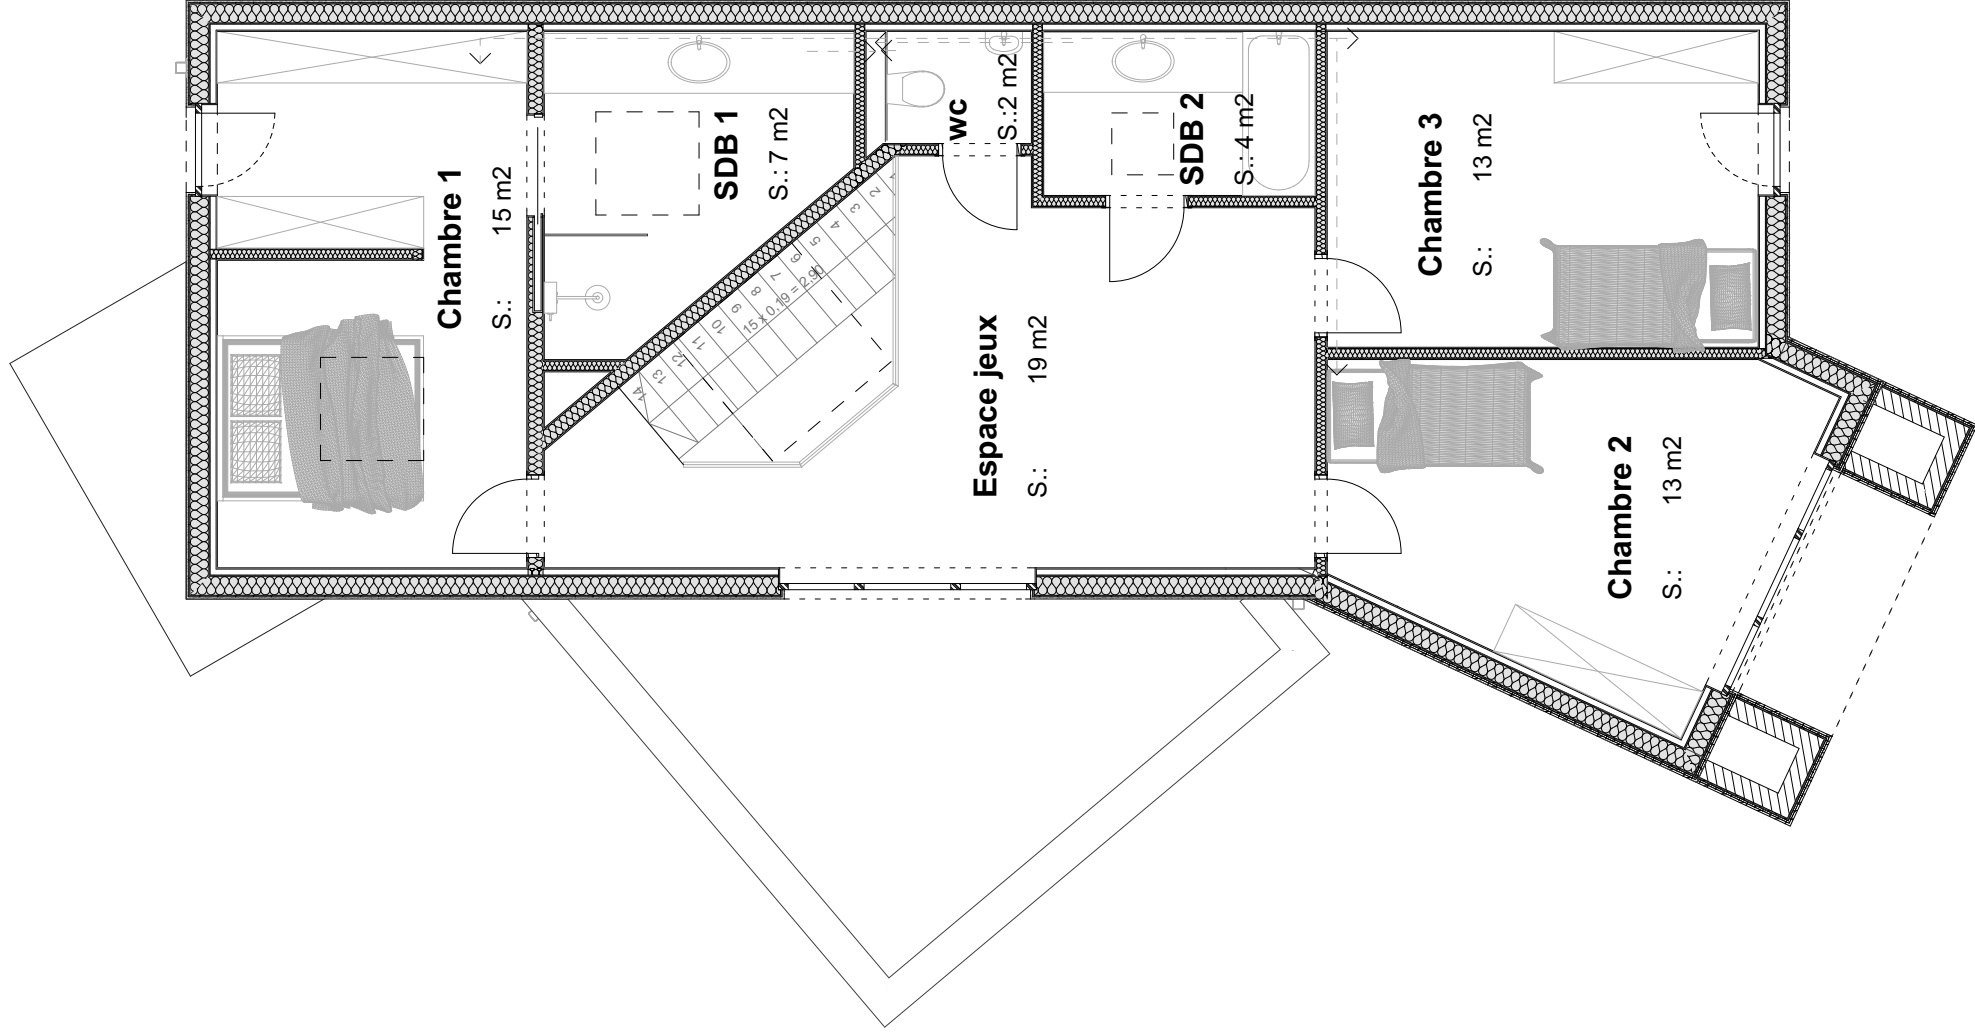 Chambre 1
S.: 15 m2
SDB 1
S.: 7 m2
wc
S.:2 m2
SDB 2
S.: 4 m2
Chambre 3
S.: 13 m2
Espace jeux
S.: 19 m2
Chambre 2
S.: 13 m2
1
2
3
4
5
6
7
8
9
10
11
12
13
14
15 x 0,19 = 2,90